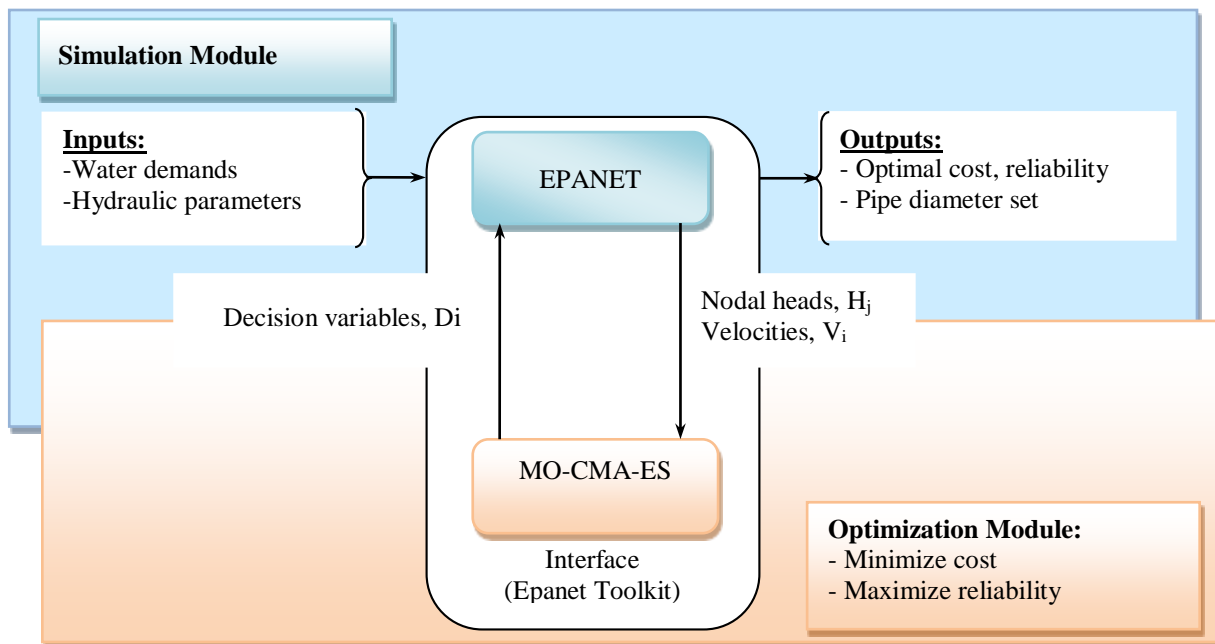 Simulation Module
Inputs:
-Water demands
-Hydraulic parameters
EPANET
Outputs:
- Optimal cost, reliability
- Pipe diameter set
Decision variables, Di
Nodal heads, Hj
Velocities, Vi
MO-CMA-ES
Interface
(Epanet Toolkit)
Optimization Module:
- Minimize cost
- Maximize reliability